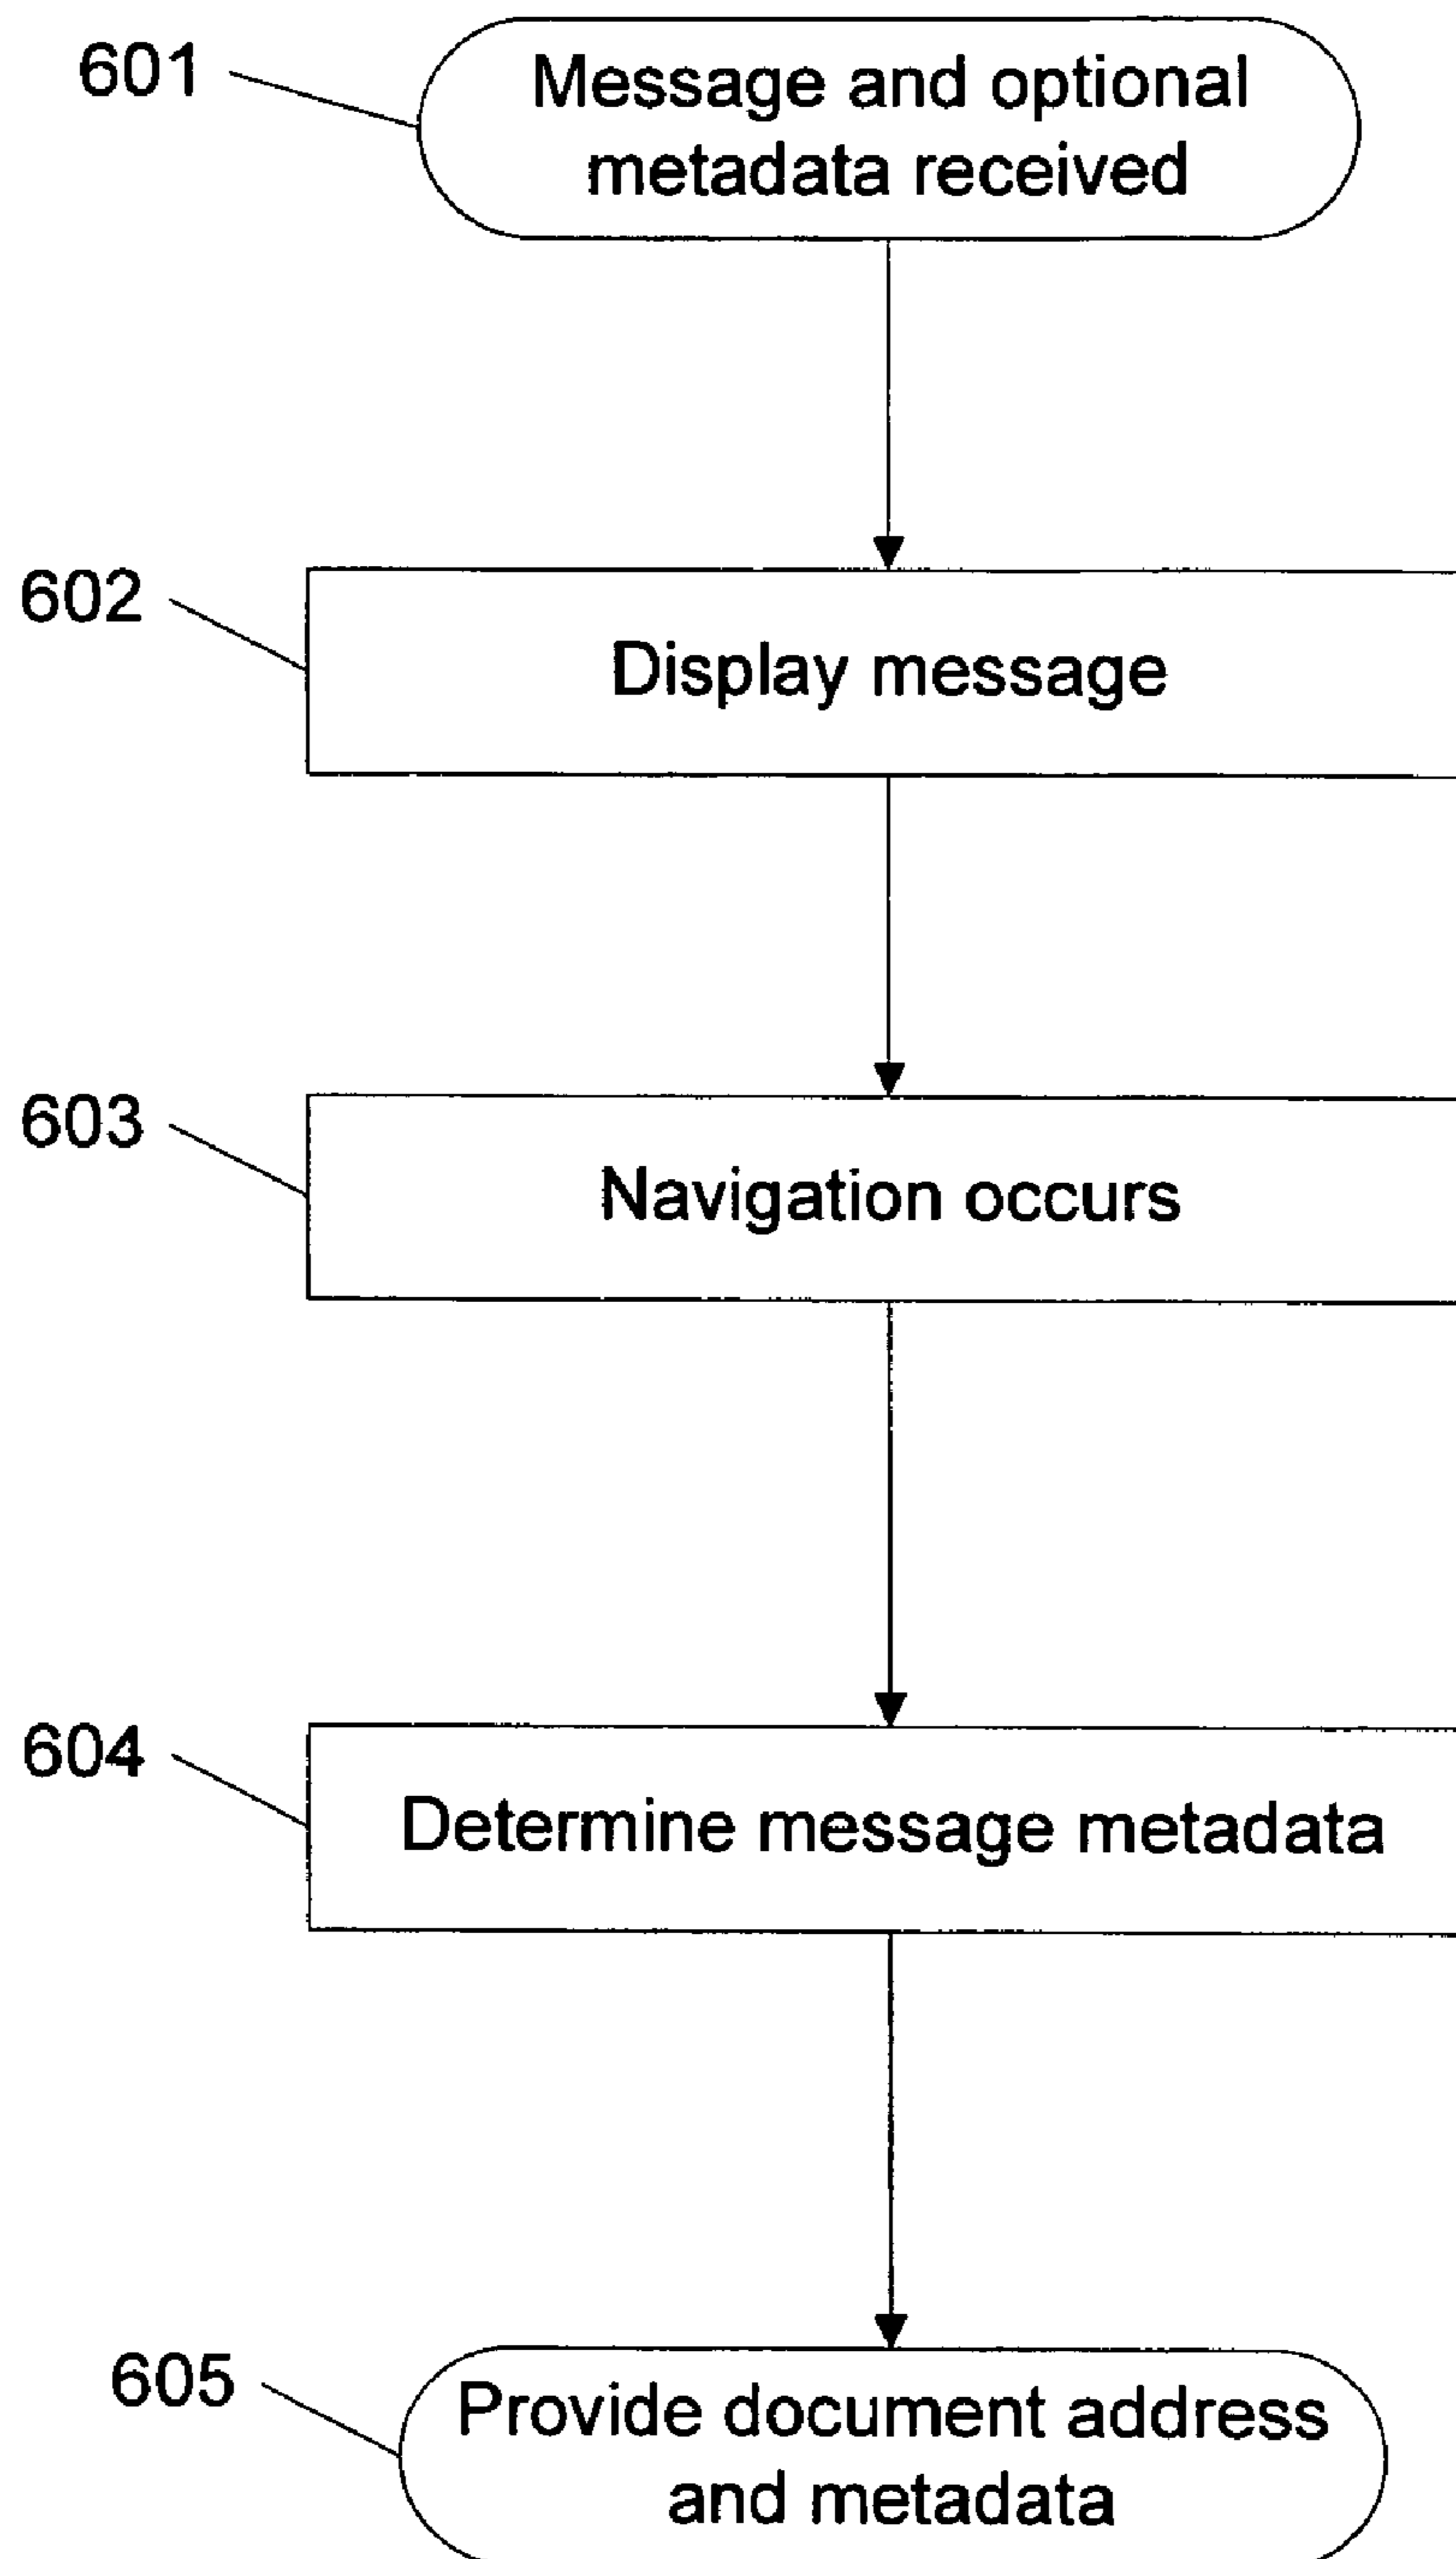 601
Message and optional
metadata received
602
Display message
603
Navigation occurs
604
Determine message metadata
605
Provide document address
and metadata